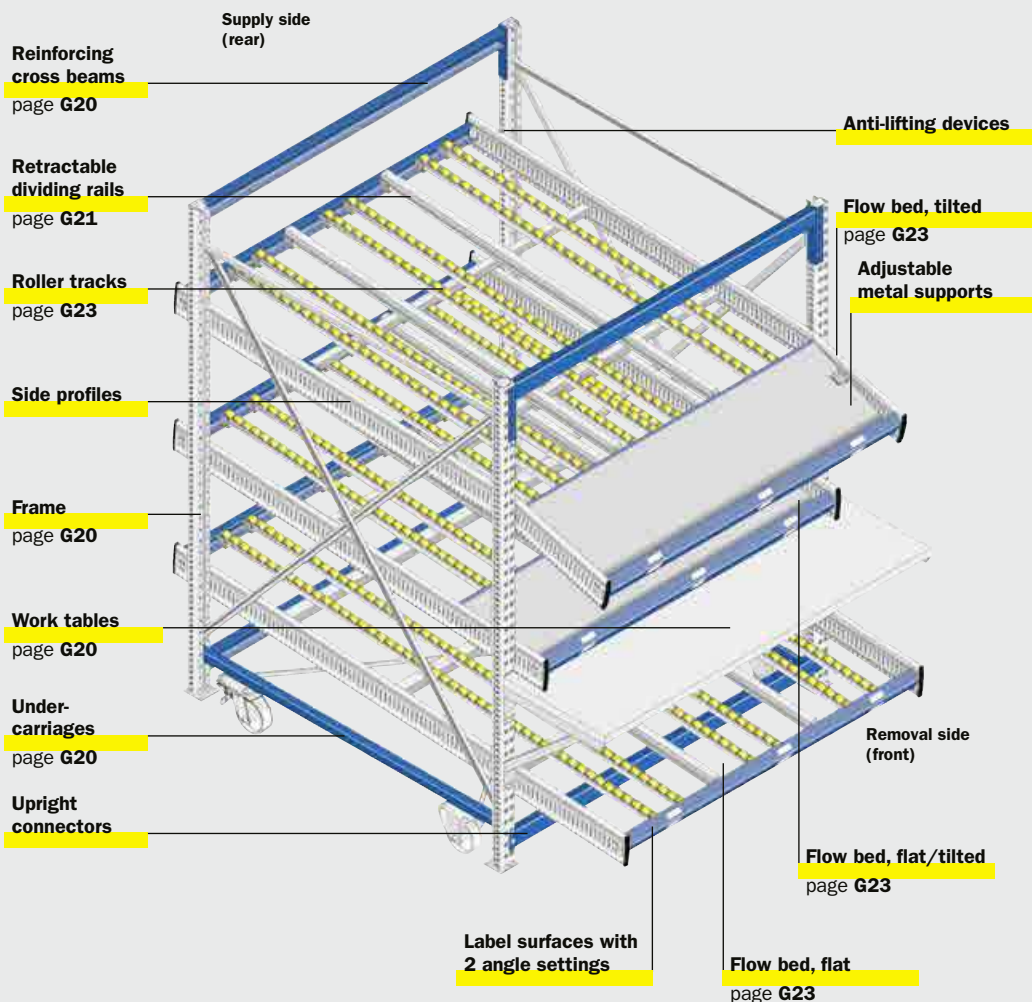 Supply side
(rear)
Reinforcing
cross beams
page G20
Anti-lifting devices
Retractable
dividing rails
page G21
Flow bed, tilted
page G23
Adjustable
metal supports
Roller tracks
page G23
Side profiles
Frame
page G20
Work tables
page G20
Under-
carriages
page G20
Removal side
(front)
Upright
connectors
Flow bed, flat/tilted
page G23
Label surfaces with
2 angle settings
Flow bed, flat
page G23